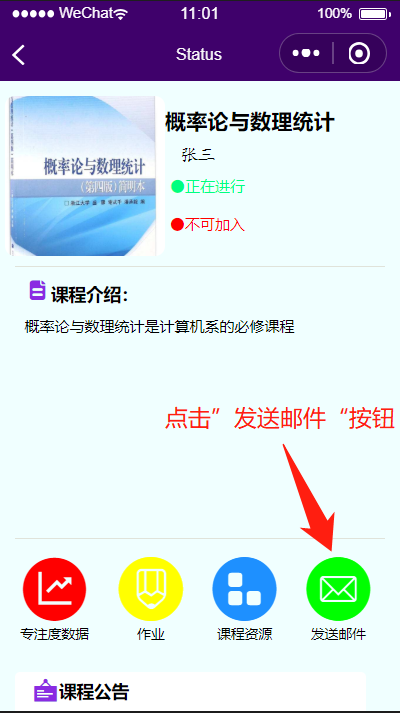 WeChat
11:01
100%
Status
概率论与数理统计
概率论与数理统计
(第四版)简明本
张三
正在进行
不可加入
课程介绍:
概率论与数理统计是计算机系的必修课程
点击”发送邮件“按钮
专注度数据
作业
课程资源
发送邮件
课程公告